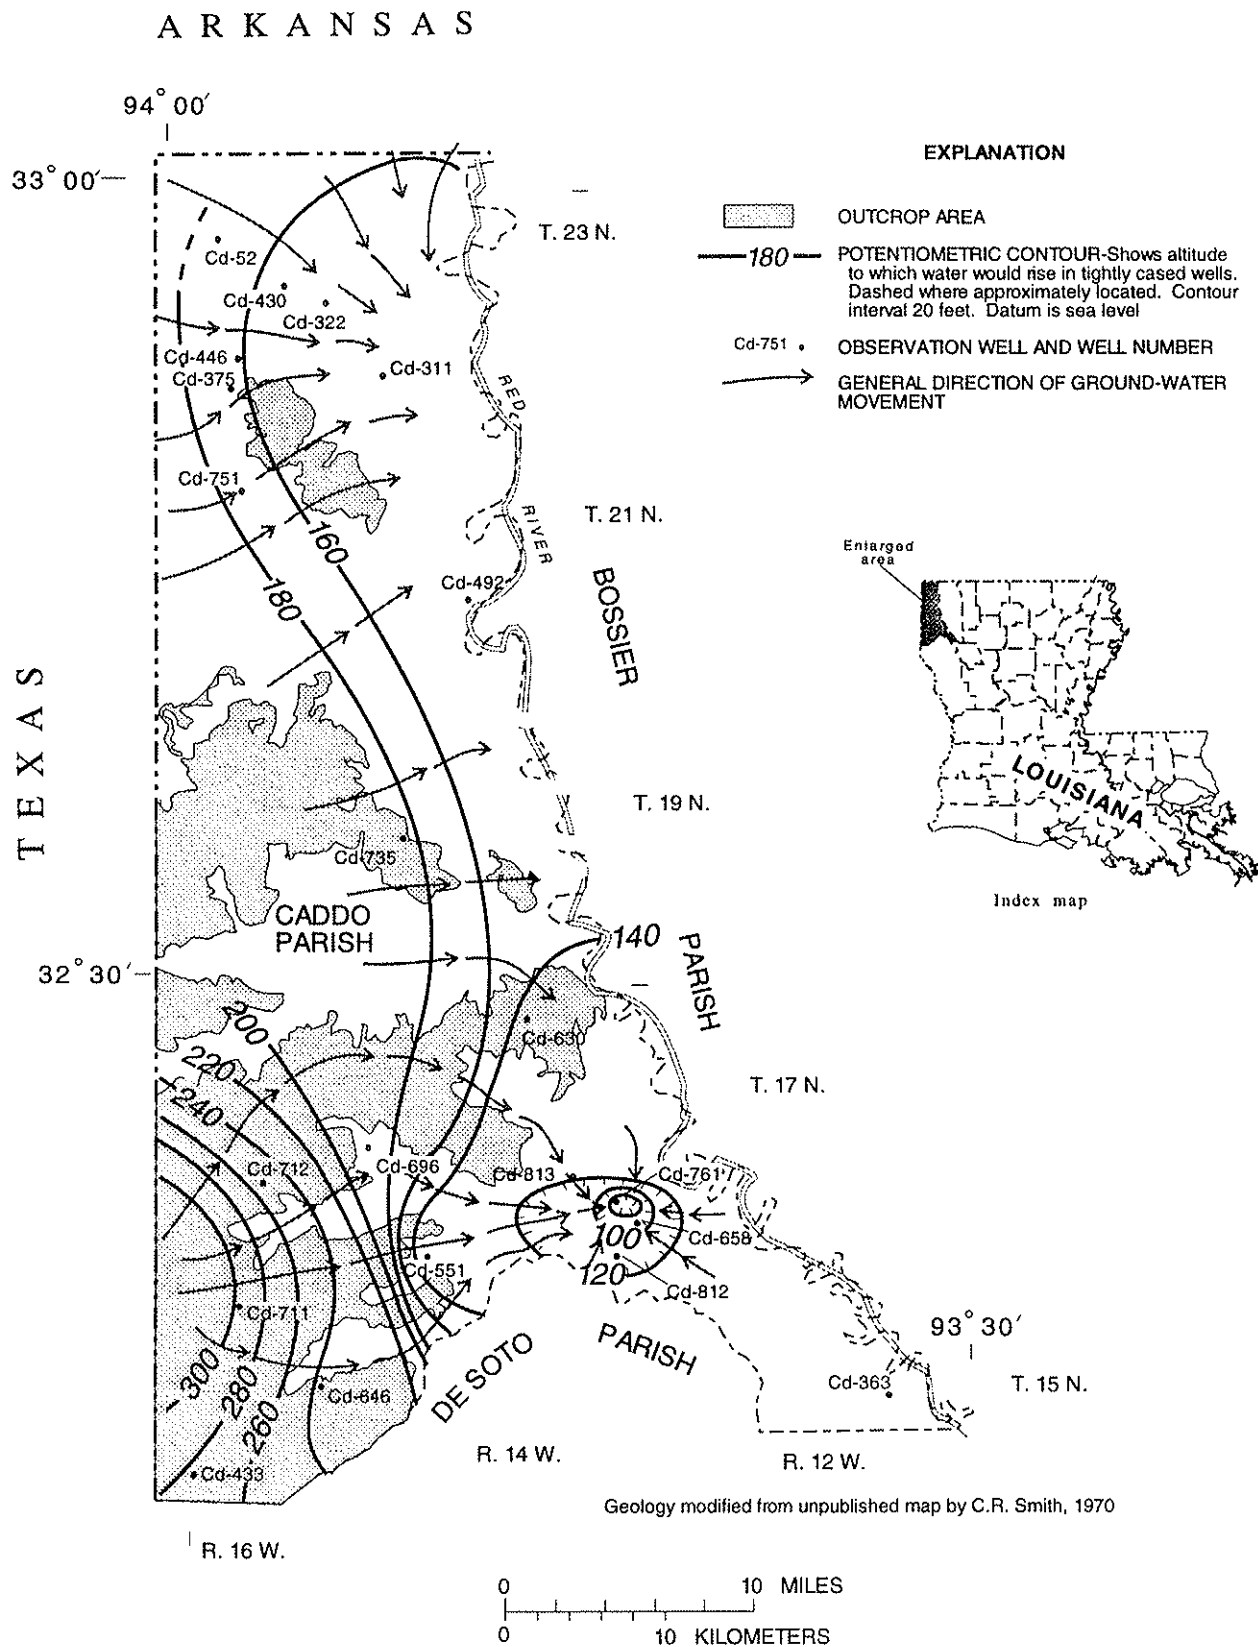 ARKANSAS
94° 00′
33° 00′
EXPLANATION
OUTCROP AREA
180
POTENTIOMETRIC CONTOUR-Shows altitude
to which water would rise in tightly cased wells.
Dashed where approximately located. Contour
interval 20 feet. Datum is sea level
Cd-751
OBSERVATION WELL AND WELL NUMBER
GENERAL DIRECTION OF GROUND-WATER
MOVEMENT
T. 23 N.
Cd-52
Cd-430
Cd-322
Cd-446
Cd-375
Cd-311
RED
Cd-751
T. 21 N.
RIVER
160
180
Cd-492
BOSSIER
Enlarged
area
LOUISIANA
Index map
TEXAS
T. 19 N.
Cd-735
CADDO
PARISH
140
PARISH
32° 30′
200
Cd-630
220
240
T. 17 N.
Cd-712
Cd-696
Cd-813
Cd-761
100
Cd-658
120
Cd-551
Cd-812
Cd-711
93° 30′
DE SOTO
PARISH
300
280
260
Cd-646
Cd-363
T. 15 N.
Cd-433
R. 14 W.
R. 12 W.
Geology modified from unpublished map by C.R. Smith, 1970
R. 16 W.
0 10 MILES
0 10 KILOMETERS